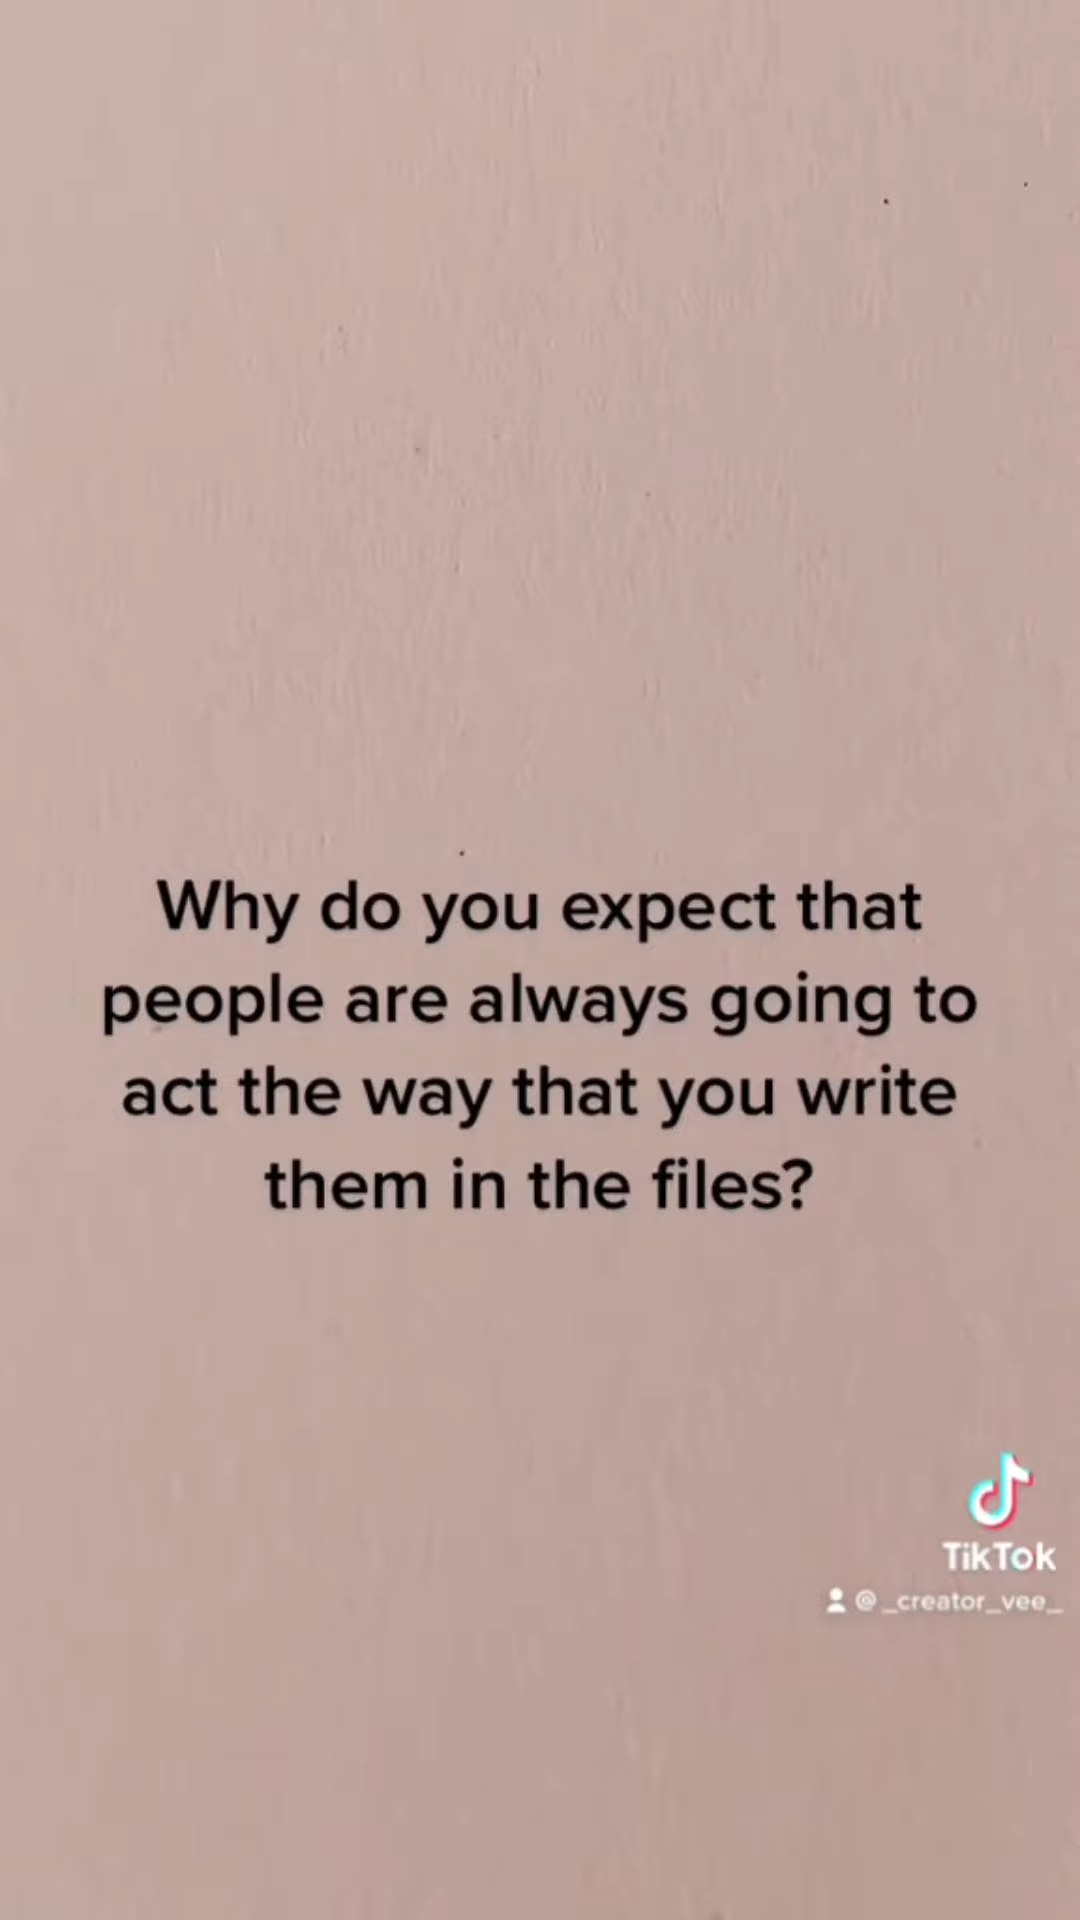 Why do you expect that
people are always going to
act the way that you write
them in the files?
TikTok
@_creator_vee_